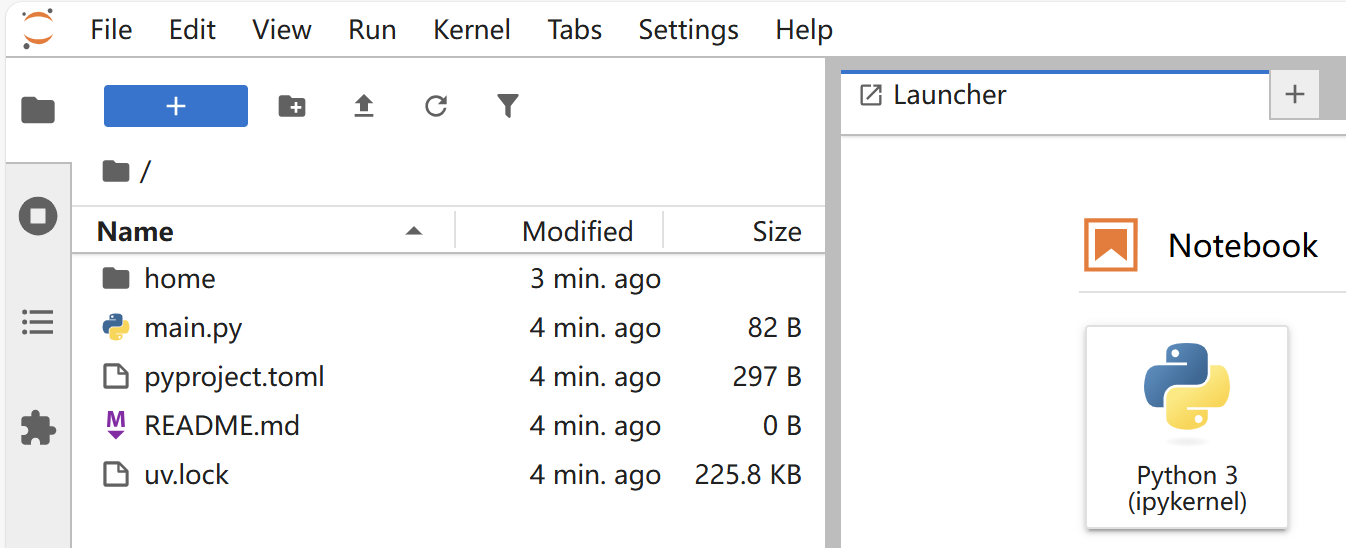 File Edit View Run Kernel Tabs Settings Help
Launcher
/
Name Modified Size
home 3 min. ago
main.py 4 min. ago 82 B
pyproject.toml 4 min. ago 297 B
README.md 4 min. ago 0 B
uv.lock 4 min. ago 225.8 KB
Notebook
Python 3
(ipykernel)